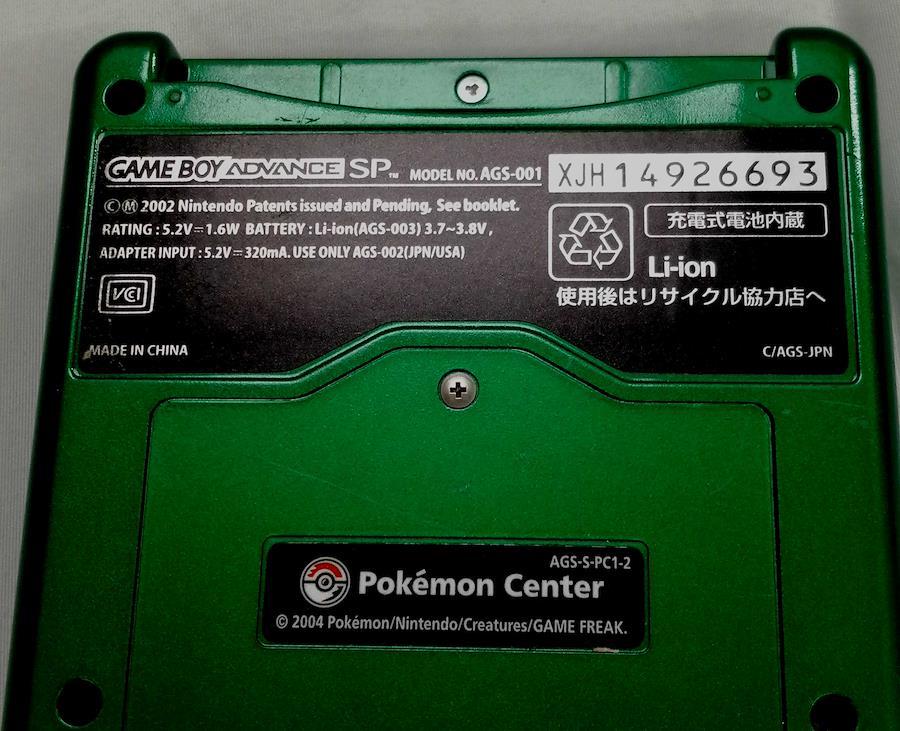 GAME BOY ADVANCE SP™ MODEL NO. AGS-001
XJH14926693
©Ⓜ 2002 Nintendo Patents issued and Pending, See booklet.
RATING : 5.2V⎓1.6W BATTERY : Li-ion(AGS-003) 3.7~3.8V ,
ADAPTER INPUT : 5.2V⎓320mA. USE ONLY AGS-002(JPN/USA)
VCI
充電式電池内蔵
Li-ion
使用後はリサイクル協力店へ
MADE IN CHINA
C/AGS-JPN
AGS-S-PC1-2
Pokémon Center
© 2004 Pokémon/Nintendo/Creatures/GAME FREAK.